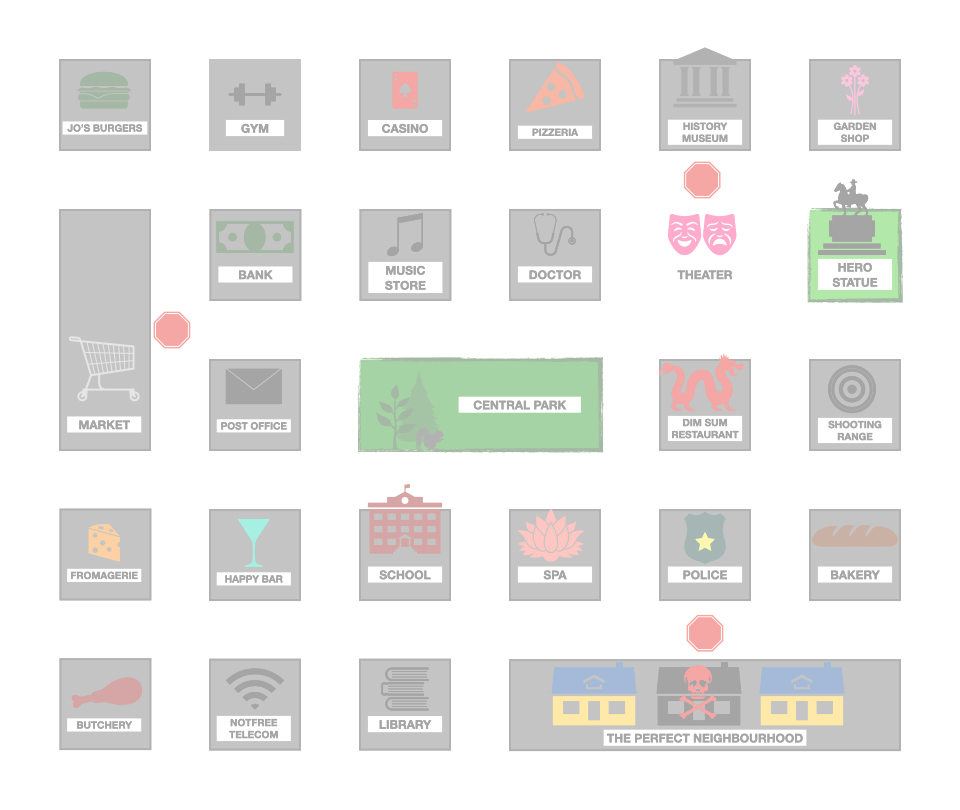 JO'S BURGERS
GYM
CASINO
PIZZERIA
HISTORY
MUSEUM
GARDEN
SHOP
BANK
MUSIC
STORE
DOCTOR
THEATER
HERO
STATUE
MARKET
POST OFFICE
CENTRAL PARK
DIM SUM
RESTAURANT
SHOOTING
RANGE
FROMAGERIE
HAPPY BAR
SCHOOL
SPA
POLICE
BAKERY
BUTCHERY
NOTFREE
TELECOM
LIBRARY
THE PERFECT NEIGHBOURHOOD